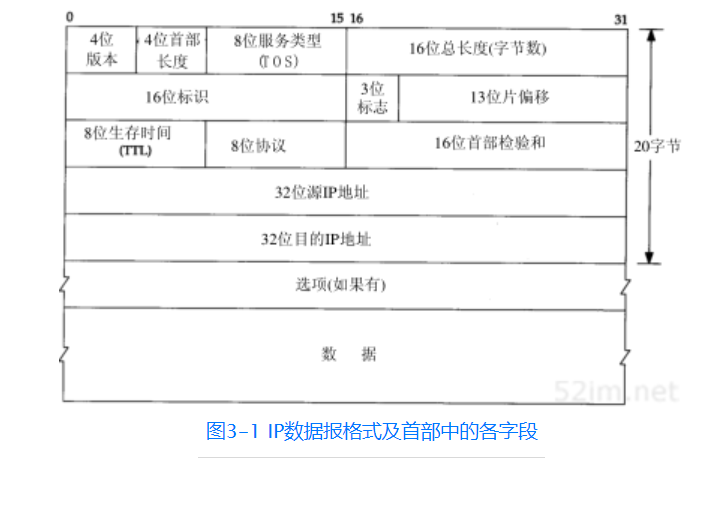 0 15 16 31
4位版本 4位首部长度 8位服务类型(TOS) 16位总长度(字节数)
16位标识 3位标志 13位片偏移
8位生存时间(TTL) 8位协议 16位首部检验和
20字节
32位源IP地址
32位目的IP地址
选项(如果有)
数 据
52im.net
图3-1 IP数据报格式及首部中的各字段